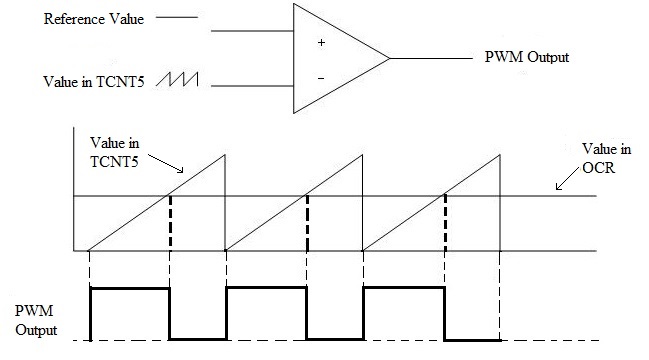 Reference Value
+
PWM Output
Value in TCNT5
−
Value in
TCNT5
Value in
OCR
PWM
Output